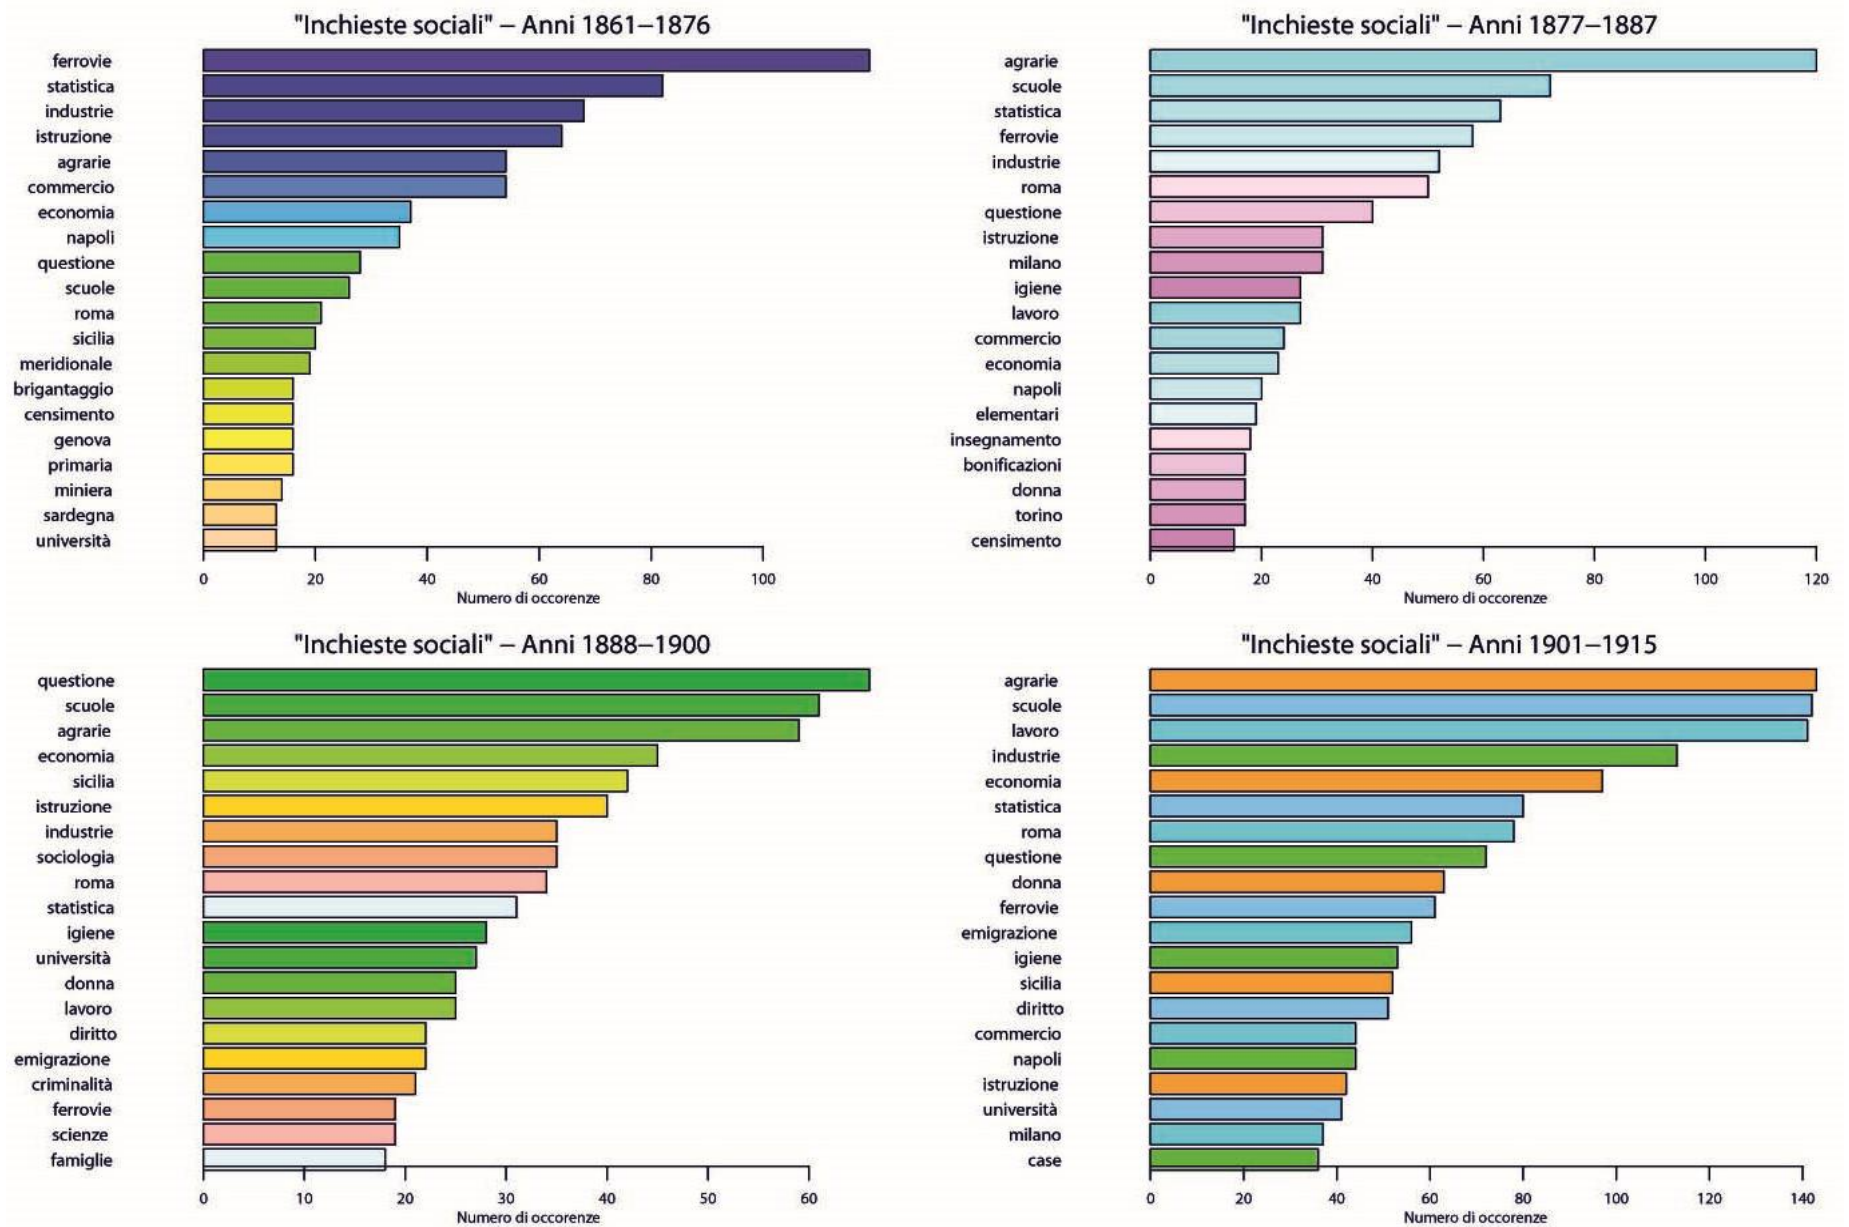 "Inchieste sociali" – Anni 1861–1876
ferrovie
statistica
industrie
istruzione
agrarie
commercio
economia
napoli
questione
scuole
roma
sicilia
meridionale
brigantaggio
censimento
genova
primaria
miniera
sardegna
università
0 20 40 60 80 100
Numero di occorenze
"Inchieste sociali" – Anni 1877–1887
agrarie
scuole
statistica
ferrovie
industrie
roma
questione
istruzione
milano
igiene
lavoro
commercio
economia
napoli
elementari
insegnamento
bonificazioni
donna
torino
censimento
0 20 40 60 80 100 120
Numero di occorenze
"Inchieste sociali" – Anni 1888–1900
questione
scuole
agrarie
economia
sicilia
istruzione
industrie
sociologia
roma
statistica
igiene
università
donna
lavoro
diritto
emigrazione
criminalità
ferrovie
scienze
famiglie
0 10 20 30 40 50 60
Numero di occorenze
"Inchieste sociali" – Anni 1901–1915
agrarie
scuole
lavoro
industrie
economia
statistica
roma
questione
donna
ferrovie
emigrazione
igiene
sicilia
diritto
commercio
napoli
istruzione
università
milano
case
0 20 40 60 80 100 120 140
Numero di occorenze